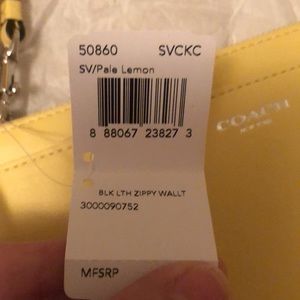 50860 SVCKC
SV/Pale Lemon
8 88067 23827 3
COACH
BLK LTH ZIPPY WALLT
3000090752
MFSRP